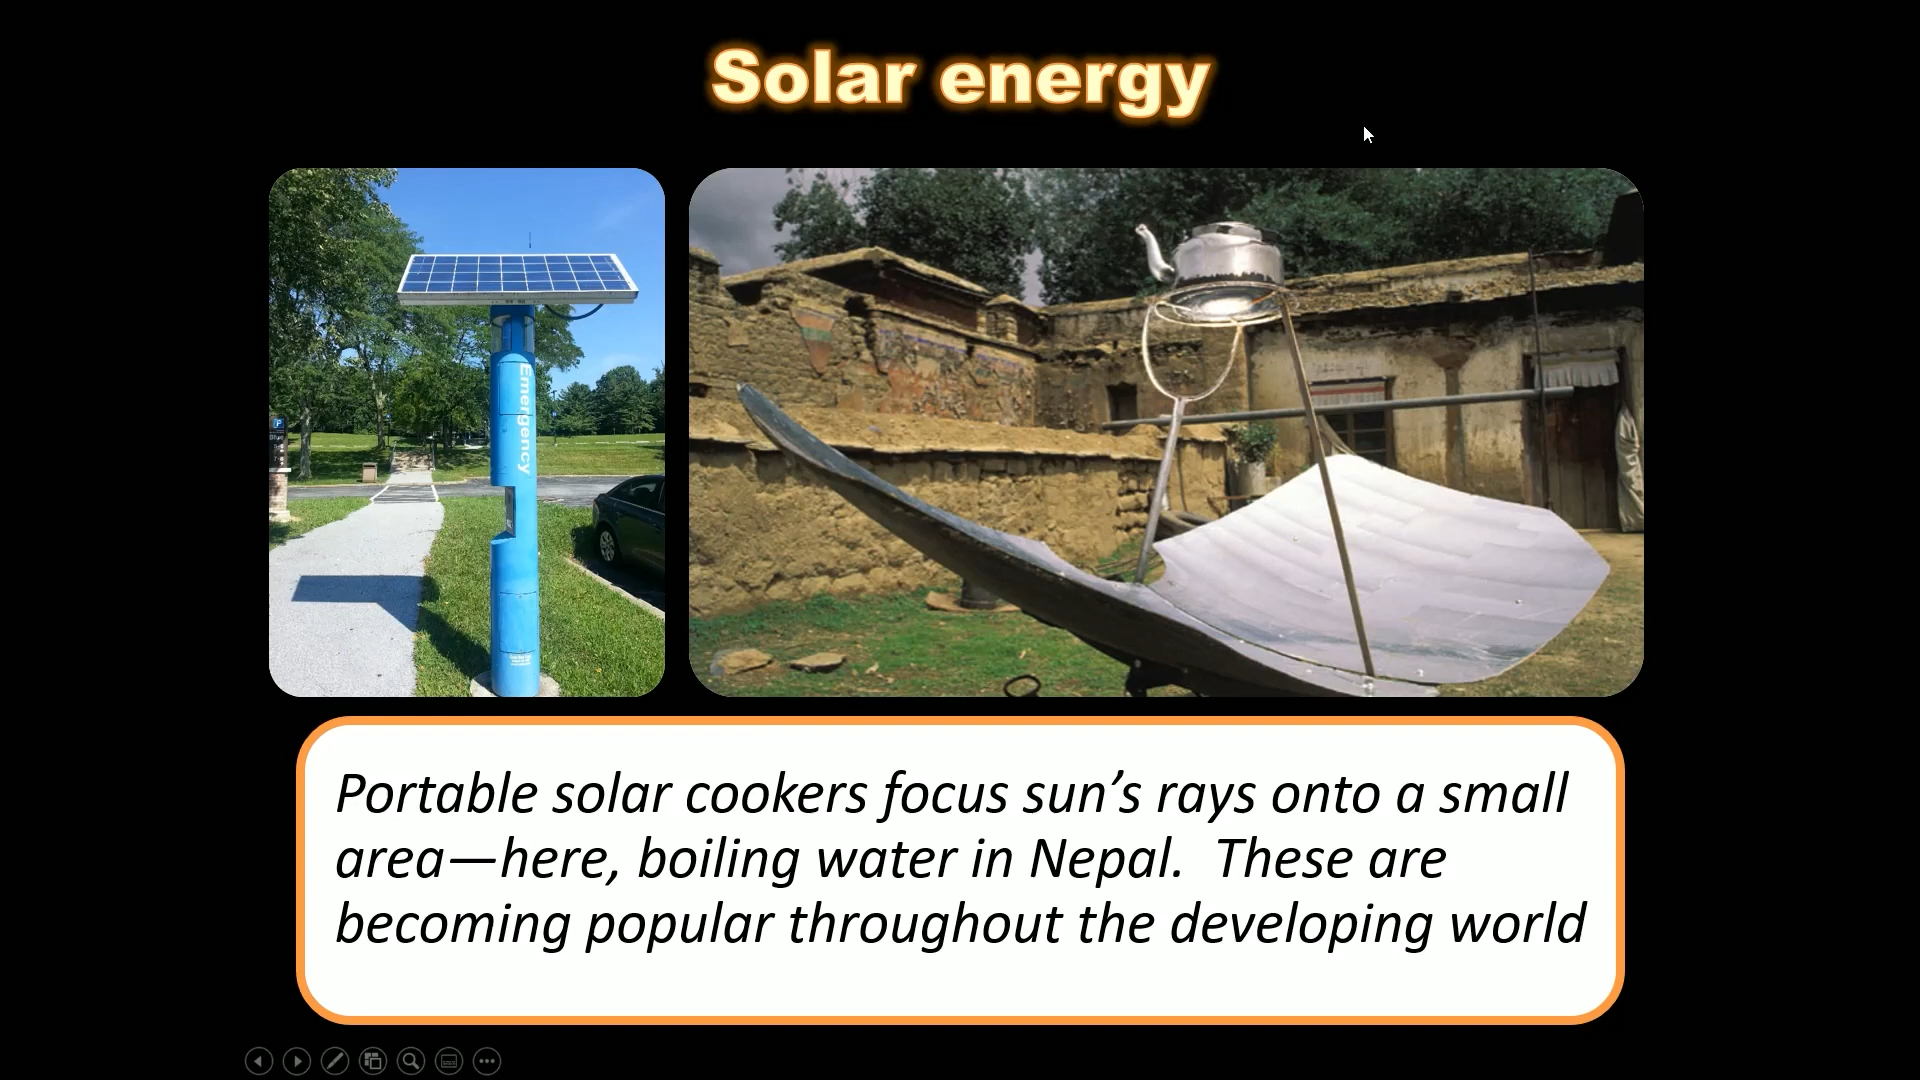 Solar energy
Emergency
P
Portable solar cookers focus sun’s rays onto a small
area—here, boiling water in Nepal.  These are
becoming popular throughout the developing world